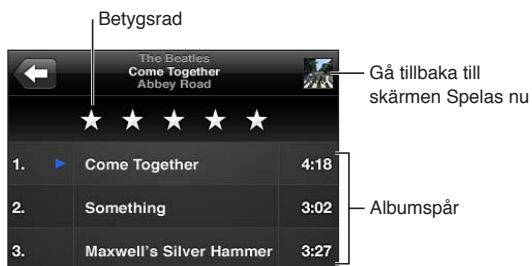 Betygsrad
The Beatles
Come Together
Abbey Road
Gå tillbaka till
skärmen Spelas nu
1. Come Together 4:18
2. Something 3:02
3. Maxwell's Silver Hammer 3:27
Albumspår